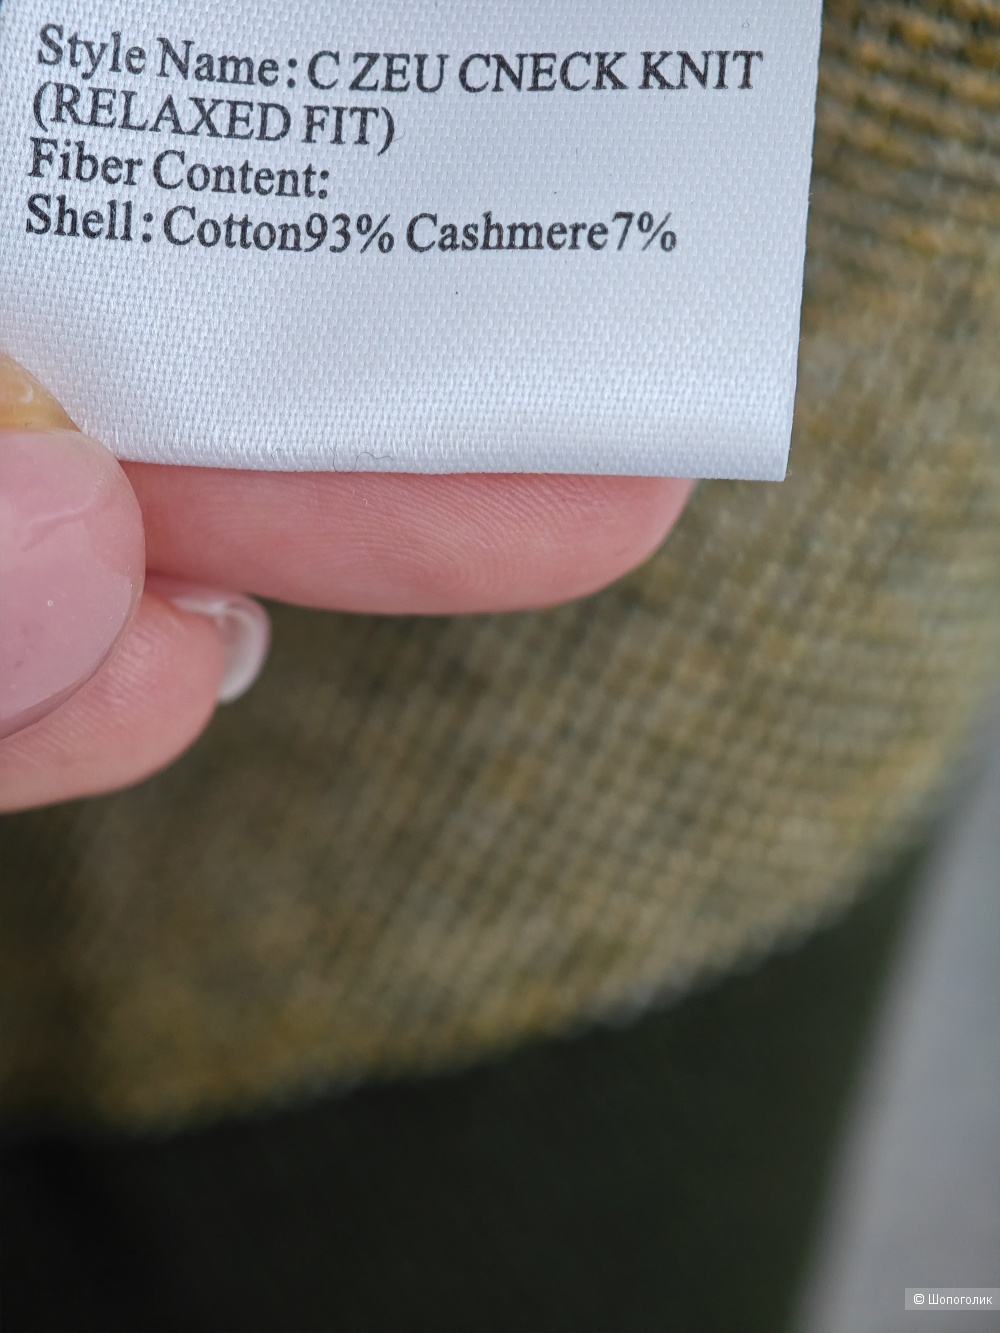 Style Name: C ZEU CNECK KNIT
(RELAXED FIT)
Fiber Content:
Shell: Cotton93% Cashmere7%
© Шопоголик